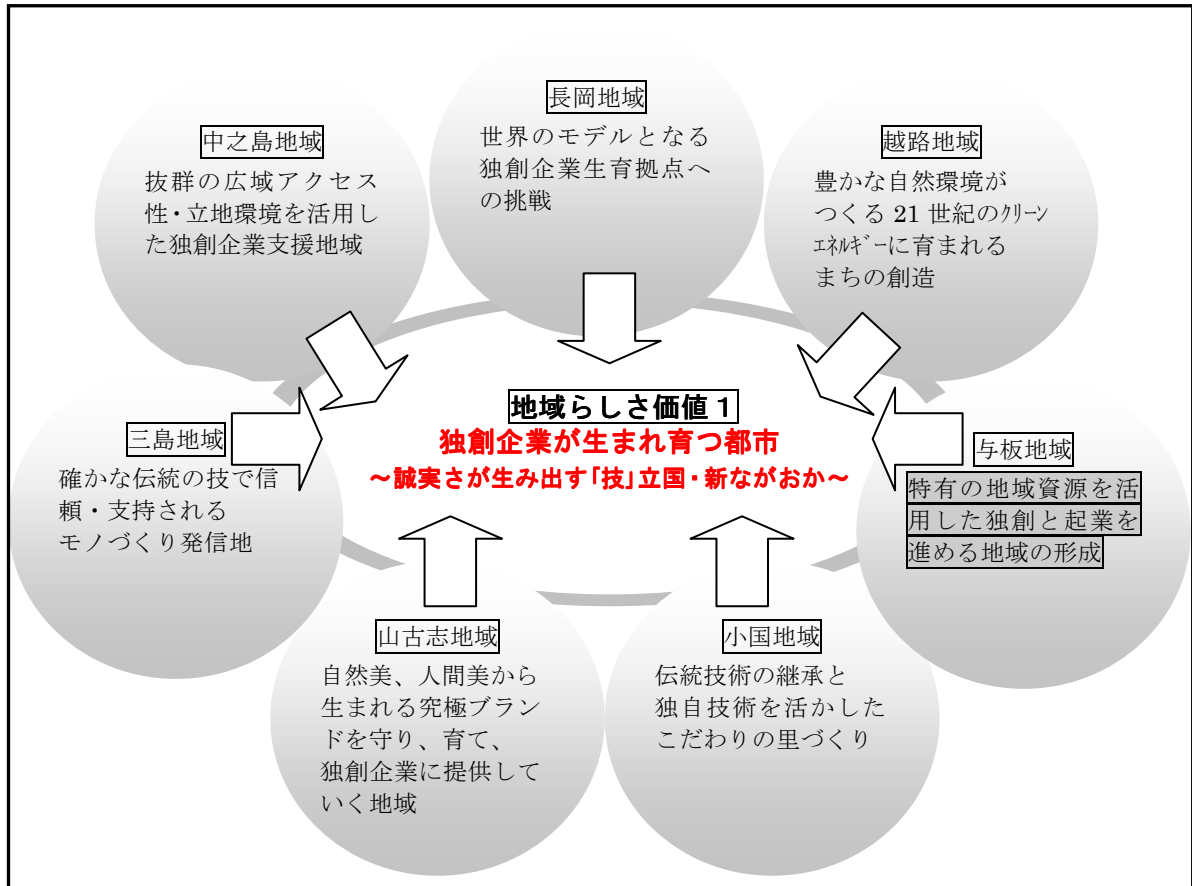 長岡地域
世界のモデルとなる
独創企業生育拠点へ
の挑戦
中之島地域
抜群の広域アクセス
性・立地環境を活用し
た独創企業支援地域
越路地域
豊かな自然環境が
つくる 21 世紀のｸﾘｰﾝ
ｴﾈﾙｷﾞｰに育まれる
まちの創造
地域らしさ価値 1
独創企業が生まれ育つ都市
～誠実さが生み出す「技」立国・新ながおか～
三島地域
確かな伝統の技で信
頼・支持される
モノづくり発信地
与板地域
特有の地域資源を活
用した独創と起業を
進める地域の形成
山古志地域
自然美、人間美から
生まれる究極ブラン
ドを守り、育て、
独創企業に提供して
いく地域
小国地域
伝統技術の継承と
独自技術を活かした
こだわりの里づくり